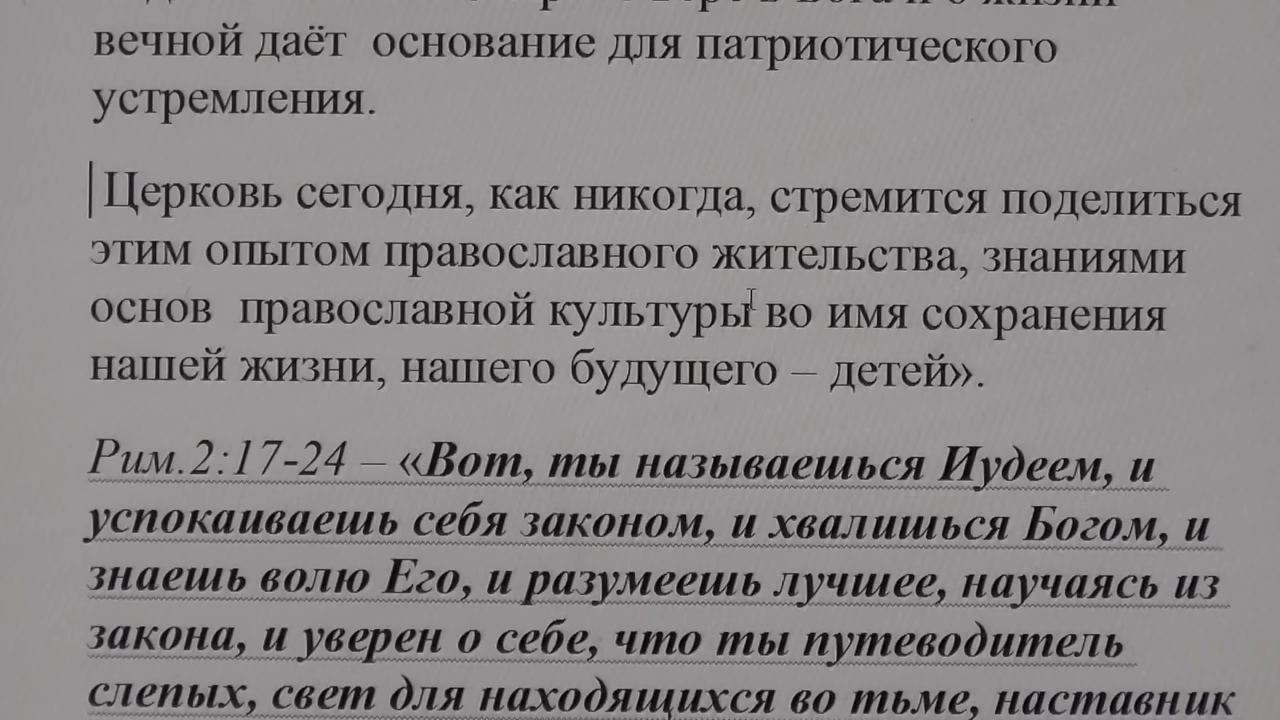 вечной даёт основание для патриотического
устремления.
Церковь сегодня, как никогда, стремится поделиться
этим опытом православного жительства, знаниями
основ православной культуры во имя сохранения
нашей жизни, нашего будущего – детей».
Рим.2:17-24 – «Вот, ты называешься Иудеем, и
успокаиваешь себя законом, и хвалишься Богом, и
знаешь волю Его, и разумеешь лучшее, научаясь из
закона, и уверен о себе, что ты путеводитель
слепых, свет для находящихся во тьме, наставник